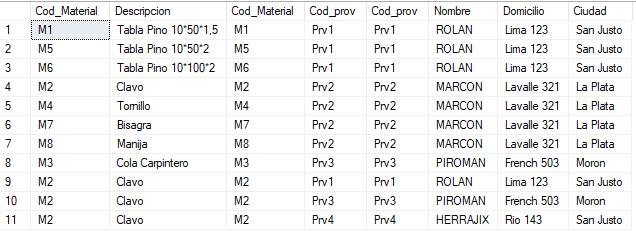 Cod_Material Descripcion Cod_Material Cod_prov Cod_prov Nombre Domicilio Ciudad
1 M1 Tabla Pino 10*50*1,5 M1 Prv1 Prv1 ROLAN Lima 123 San Justo
2 M5 Tabla Pino 10*50*2 M5 Prv1 Prv1 ROLAN Lima 123 San Justo
3 M6 Tabla Pino 10*100*2 M6 Prv1 Prv1 ROLAN Lima 123 San Justo
4 M2 Clavo M2 Prv2 Prv2 MARCON Lavalle 321 La Plata
5 M4 Tornillo M4 Prv2 Prv2 MARCON Lavalle 321 La Plata
6 M7 Bisagra M7 Prv2 Prv2 MARCON Lavalle 321 La Plata
7 M8 Manija M8 Prv2 Prv2 MARCON Lavalle 321 La Plata
8 M3 Cola Carpintero M3 Prv3 Prv3 PIROMAN French 503 Moron
9 M2 Clavo M2 Prv1 Prv1 ROLAN Lima 123 San Justo
10 M2 Clavo M2 Prv3 Prv3 PIROMAN French 503 Moron
11 M2 Clavo M2 Prv4 Prv4 HERRAJIX Rio 143 San Justo